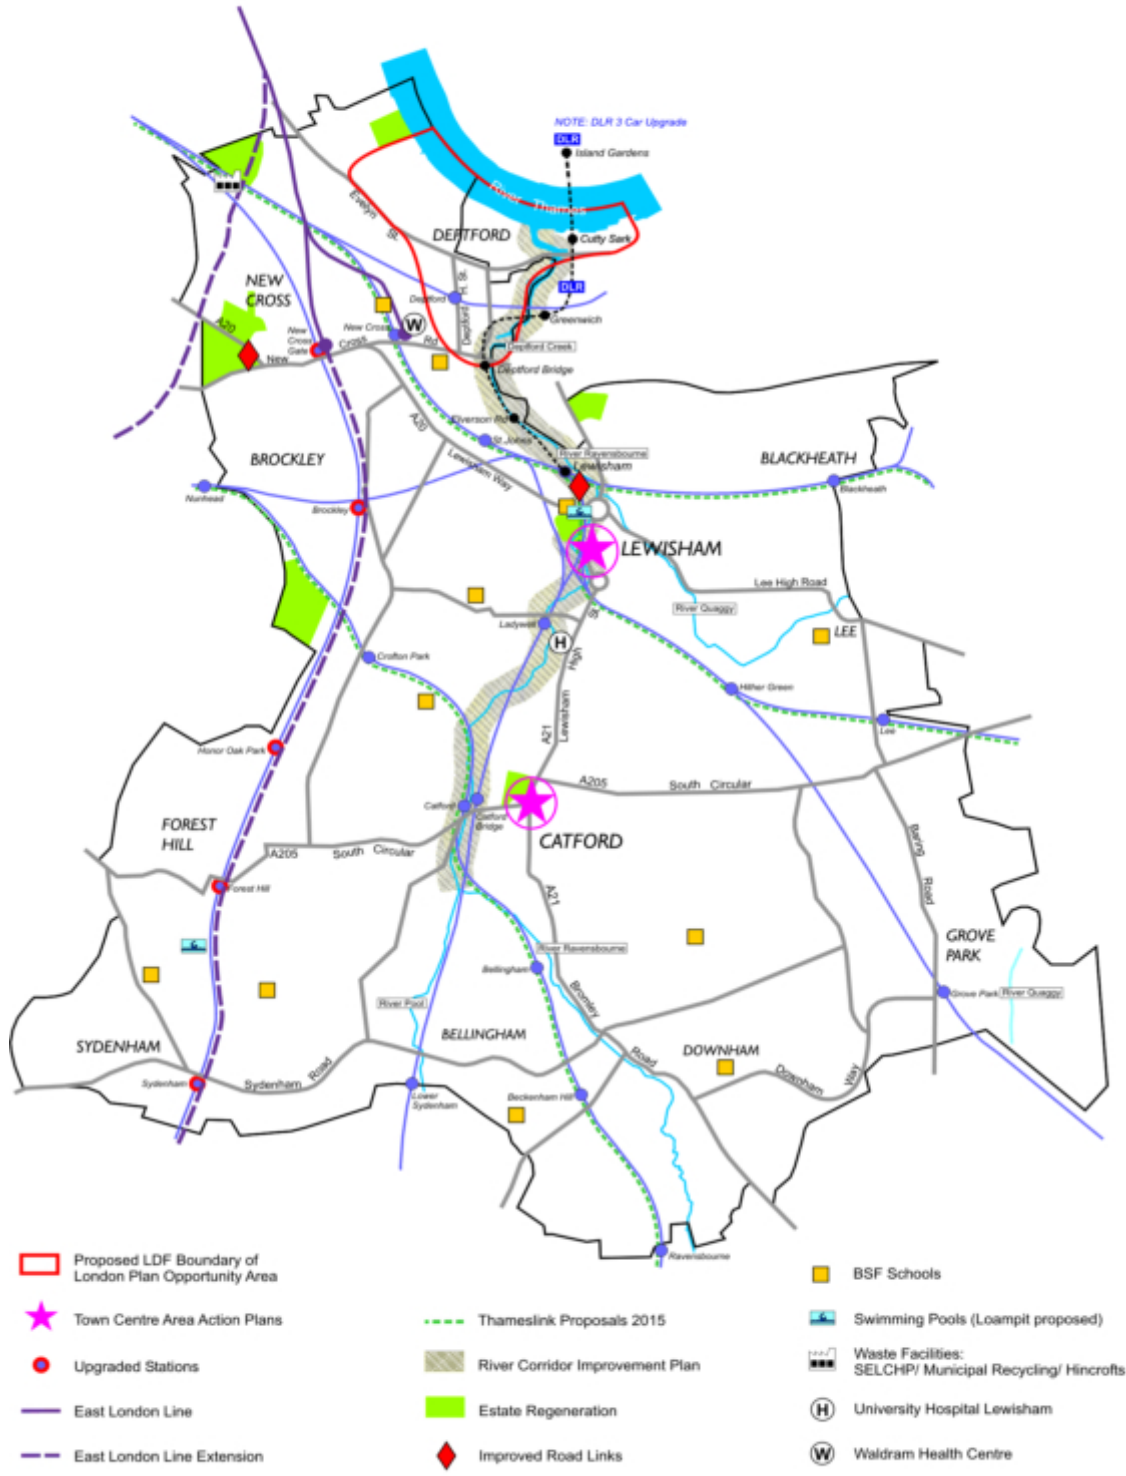 NOTE: DLR 3 Car Upgrade
DLR
Island Gardens
River Thames
Evelyn St.
DEPTFORD
Cutty Sark
NEW
CROSS
DLR
Deptford
Deptford H. St.
Greenwich
A20
New Cross
W
New
Cross
Gate
New Cross Rd
Deptford Creek
Deptford Bridge
A20
Elverson Rd
St Johns
BROCKLEY
Lewisham Way
River Ravensbourne
Lewisham
BLACKHEATH
Nunhead
Blackheath
Brockley
LEWISHAM
Lee High Road
River Quaggy
Ladywell
H
LEE
Crofton Park
A21
Lewisham High St
Hither Green
Lee
Honor Oak Park
A205
South Circular
Catford
Catford
Bridge
CATFORD
FOREST
HILL
A205
South Circular
Baring Road
Forest Hill
A21
GROVE
PARK
River Ravensbourne
Bellingham
Grove Park
River Quaggy
River Pool
Bromley Road
BELLINGHAM
SYDENHAM
DOWNHAM
Downham Way
Sydenham
Sydenham Road
Lower
Sydenham
Beckenham Hill
Ravensbourne
Proposed LDF Boundary of
London Plan Opportunity Area
Town Centre Area Action Plans
Upgraded Stations
East London Line
East London Line Extension
Thameslink Proposals 2015
River Corridor Improvement Plan
Estate Regeneration
Improved Road Links
BSF Schools
Swimming Pools (Loampit proposed)
Waste Facilities:
SELCHP/ Municipal Recycling/ Hincrofts
H
University Hospital Lewisham
W
Waldram Health Centre